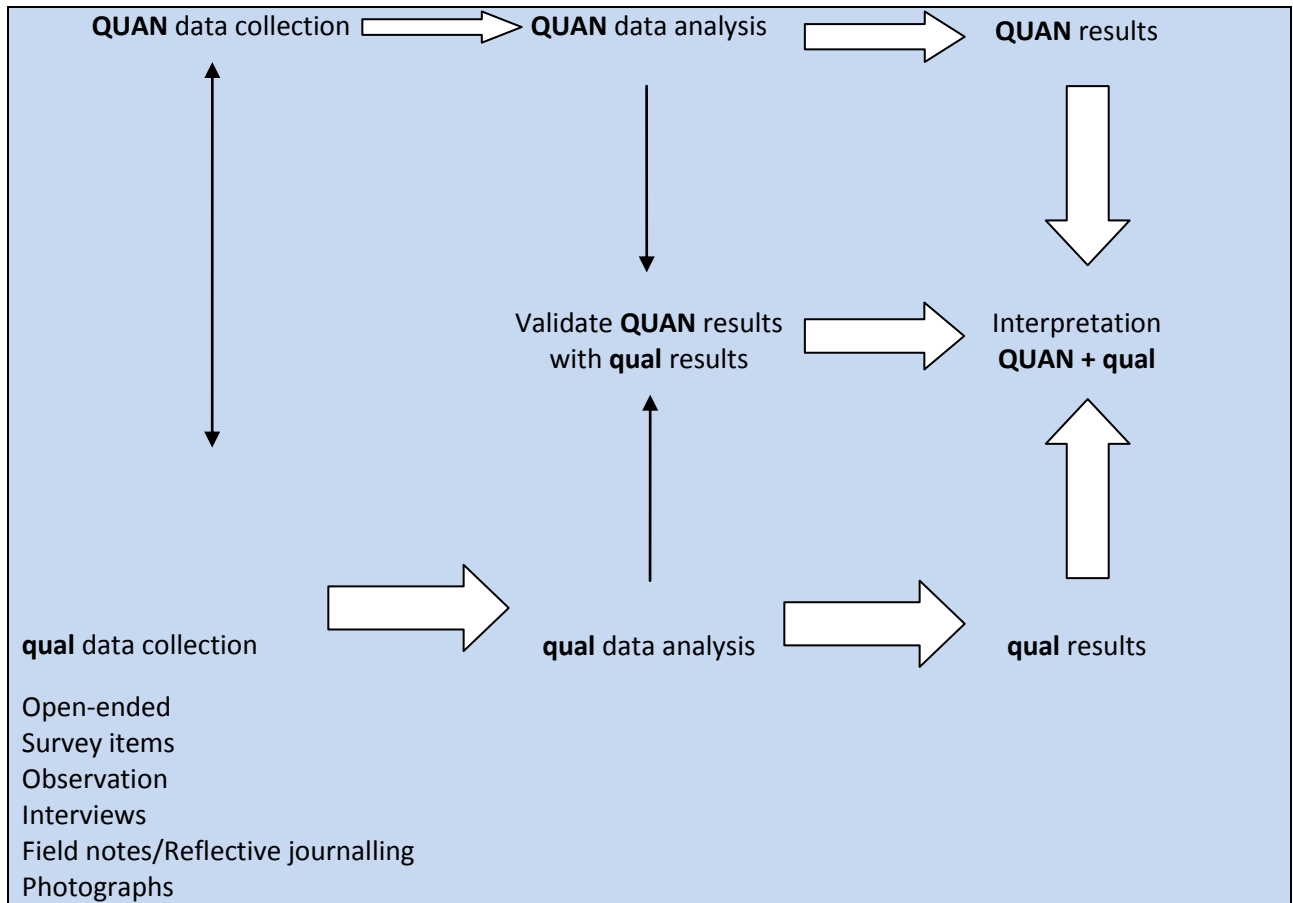 QUAN data collection
QUAN data analysis
QUAN results
Validate QUAN results
with qual results
Interpretation
QUAN + qual
qual data collection
qual data analysis
qual results
Open-ended
Survey items
Observation
Interviews
Field notes/Reflective journalling
Photographs